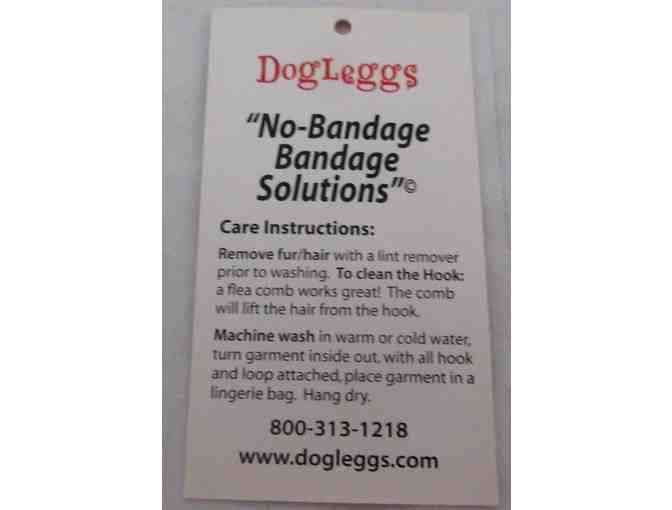 DogLeggs
“No-Bandage
Bandage
Solutions”©
Care Instructions:
Remove fur/hair with a lint remover
prior to washing. To clean the Hook:
a flea comb works great! The comb
will lift the hair from the hook.
Machine wash in warm or cold water,
turn garment inside out, with all hook
and loop attached, place garment in a
lingerie bag. Hang dry.
800-313-1218
www.dogleggs.com